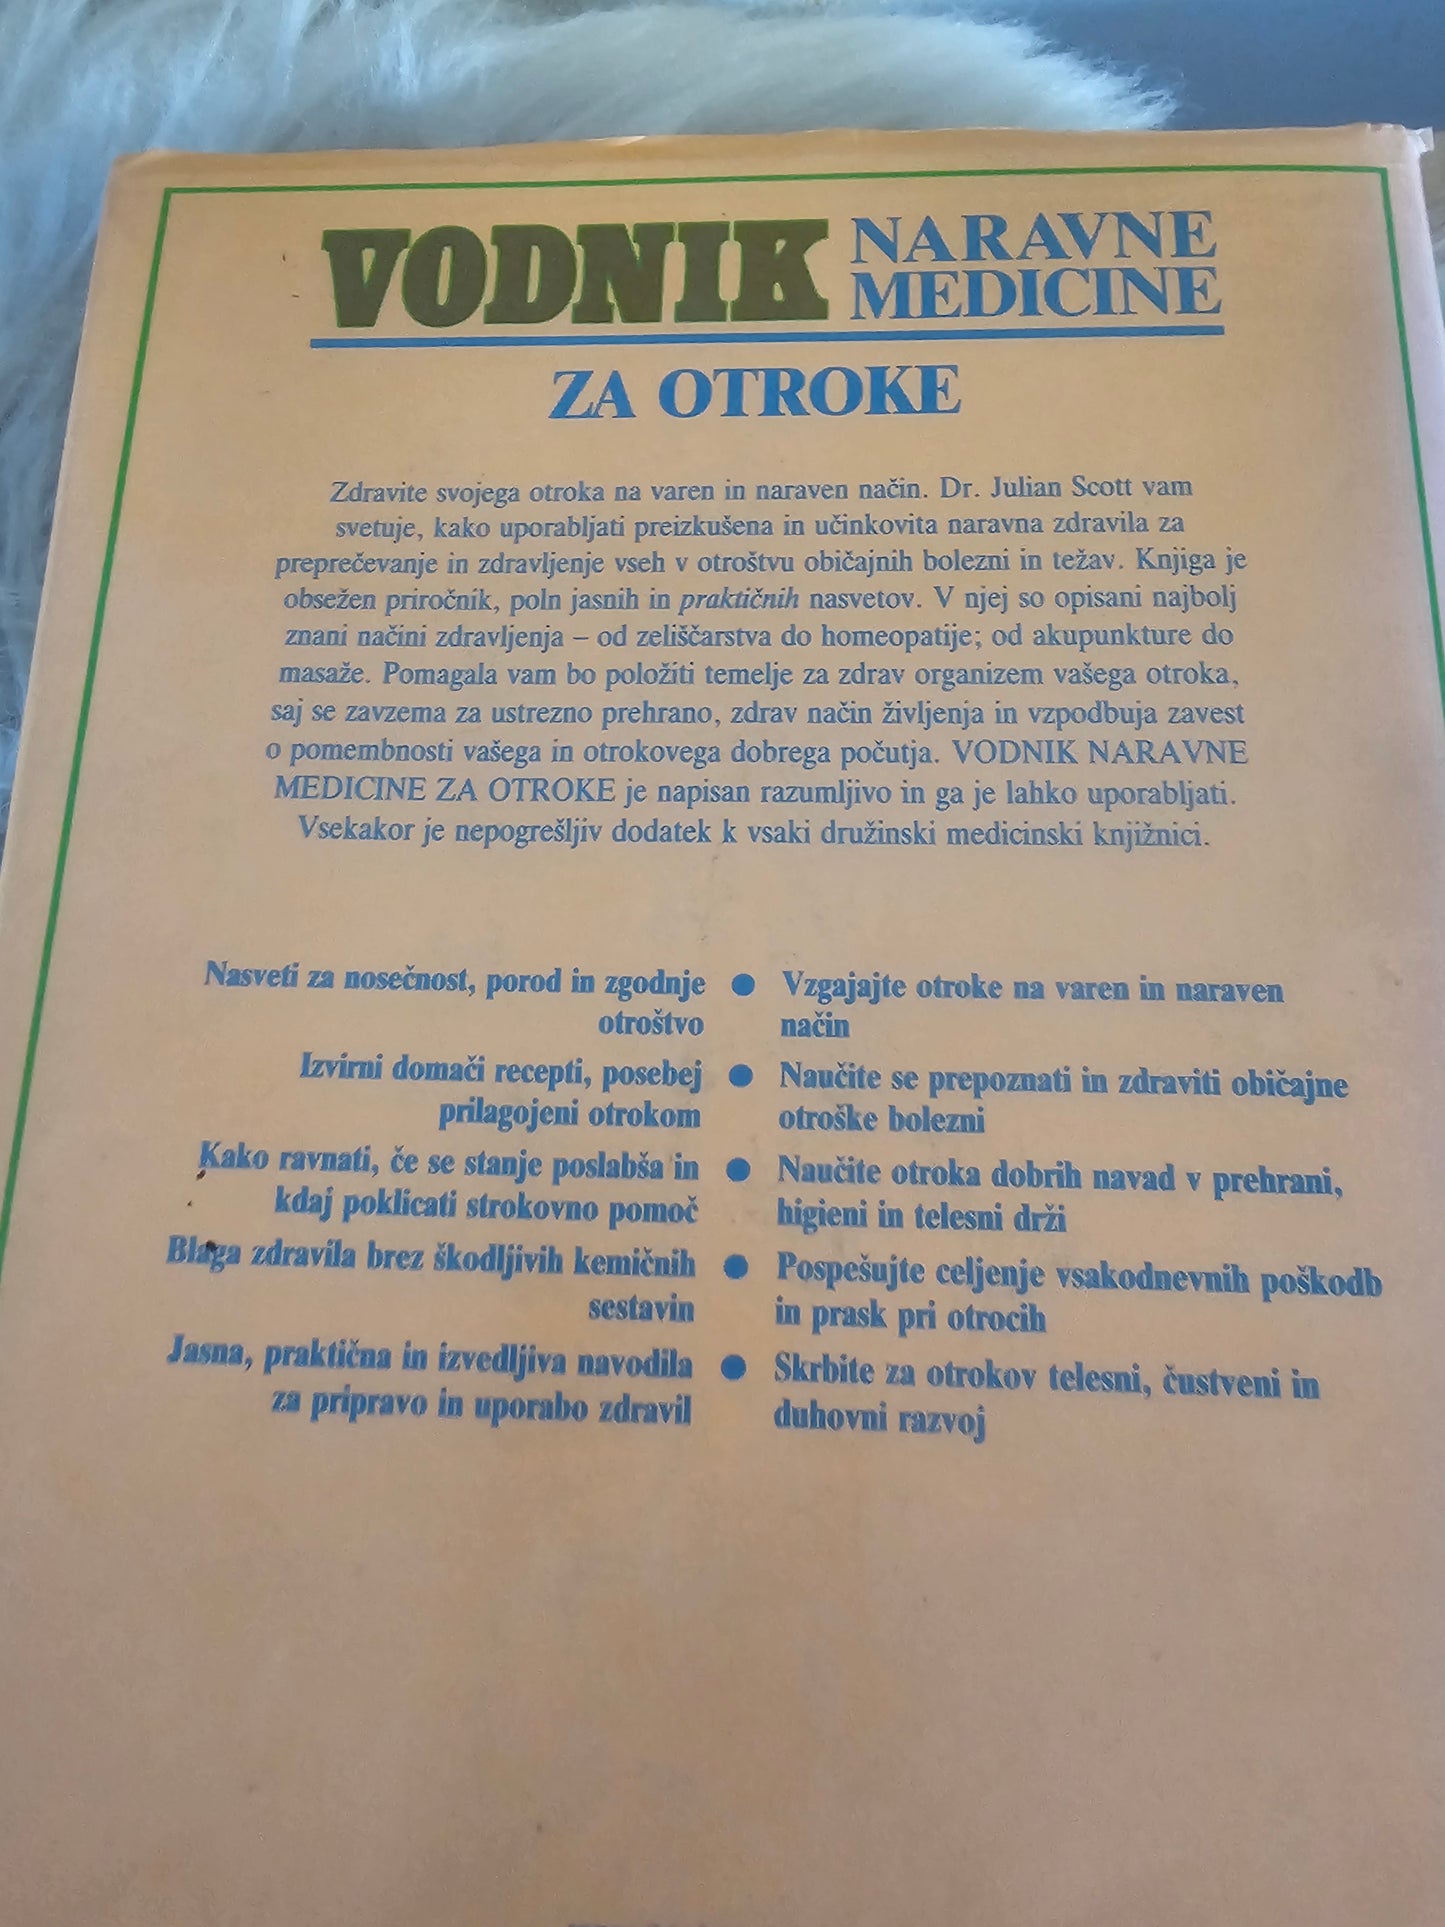 VODNIK NARAVNE
MEDICINE
ZA OTROKE
Zdravite svojega otroka na varen in naraven način. Dr. Julian Scott vam
svetuje, kako uporabljati preizkušena in učinkovita naravna zdravila za
preprečevanje in zdravljenje vseh v otroštvu običajnih bolezni in težav. Knjiga je
obsežen priročnik, poln jasnih in praktičnih nasvetov. V njej so opisani najbolj
znani načini zdravljenja – od zeliščarstva do homeopatije; od akupunkture do
masaže. Pomagala vam bo položiti temelje za zdrav organizem vašega otroka,
saj se zavzema za ustrezno prehrano, zdrav način življenja in vzpodbuja zavest
o pomembnosti vašega in otrokovega dobrega počutja. VODNIK NARAVNE
MEDICINE ZA OTROKE je napisan razumljivo in ga je lahko uporabljati.
Vsekakor je nepogrešljiv dodatek k vsaki družinski medicinski knjižnici.
Nasveti za nosečnost, porod in zgodnje
otroštvo
Izvirni domači recepti, posebej
prilagojeni otrokom
Kako ravnati, če se stanje poslabša in
kdaj poklicati strokovno pomoč
Blaga zdravila brez škodljivih kemičnih
sestavin
Jasna, praktična in izvedljiva navodila
za pripravo in uporabo zdravil
● Vzgajajte otroke na varen in naraven
način
● Naučite se prepoznati in zdraviti običajne
otroške bolezni
● Naučite otroka dobrih navad v prehrani,
higieni in telesni drži
● Pospešujte celjenje vsakodnevnih poškodb
in prask pri otrocih
● Skrbite za otrokov telesni, čustveni in
duhovni razvoj